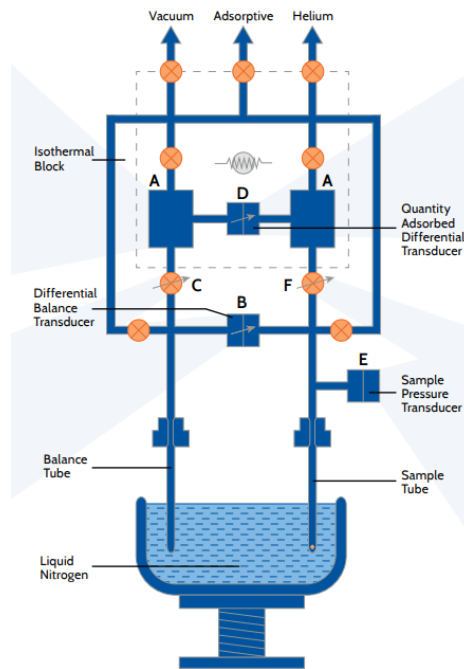 Vacuum
Adsorptive
Helium
Isothermal
Block
A
D
A
Quantity
Adsorbed
Differential
Transducer
C
F
Differential
Balance
Transducer
B
E
Sample
Pressure
Transducer
Balance
Tube
Sample
Tube
Liquid
Nitrogen